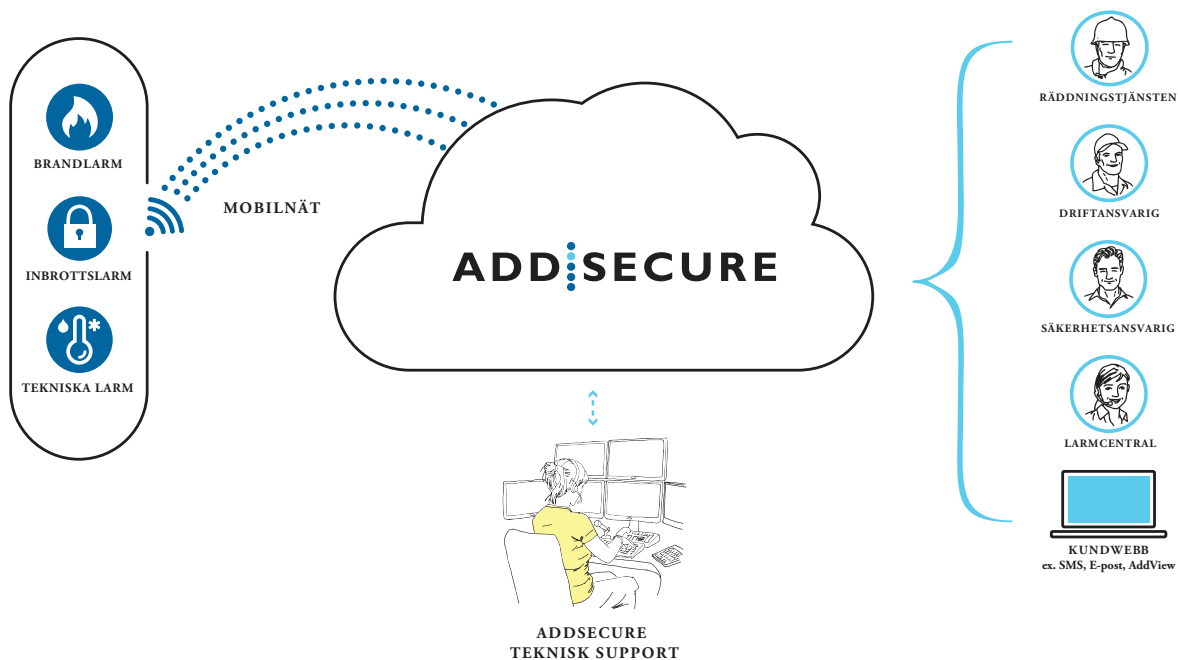 BRANDLARM
INBROTTSLARM
TEKNISKA LARM
MOBILNÄT
ADDSECURE
ADDSECURE
TEKNISK SUPPORT
RÄDDNINGSTJÄNSTEN
DRIFTANSVARIG
SÄKERHETSANSVARIG
LARMCENTRAL
KUNDWEBB
ex. SMS, E-post, AddView